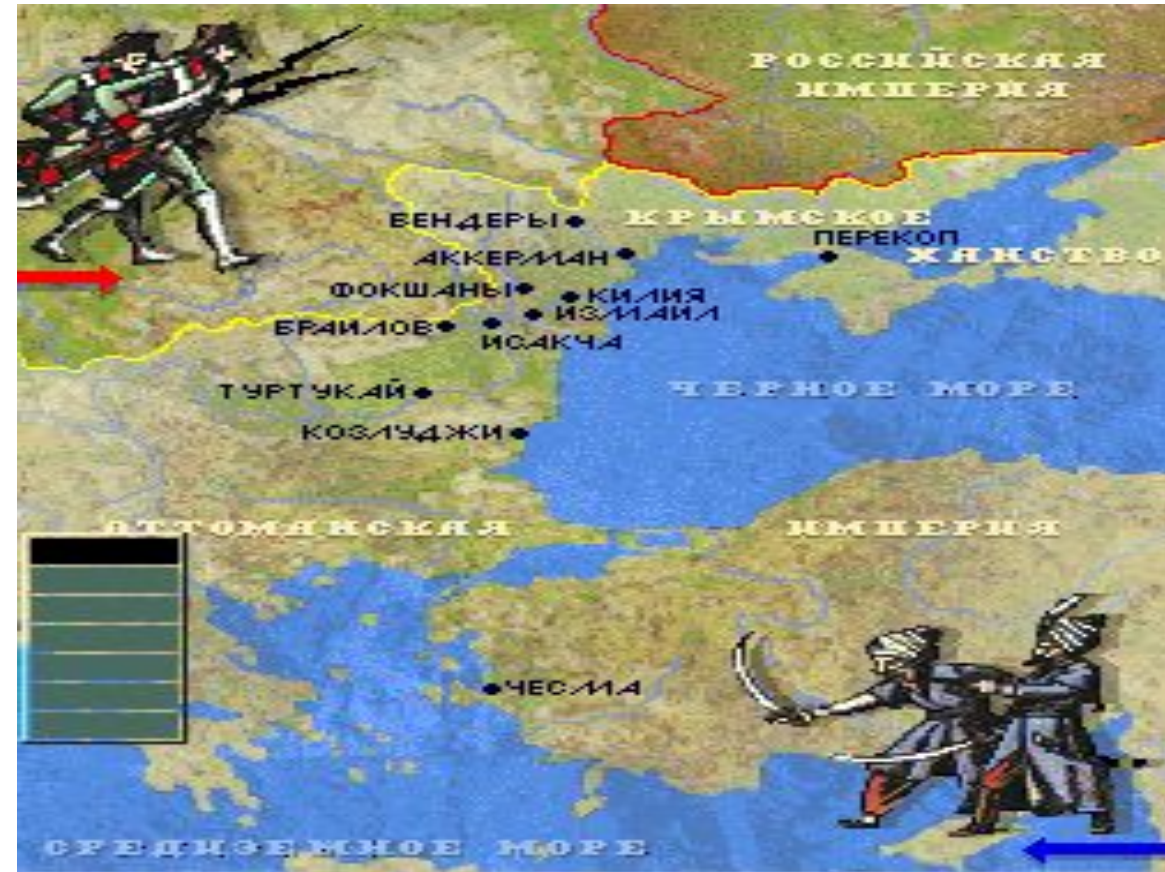 РОССИЙСКАЯ
ИМПЕРИЯ
БЕНДЕРЫ
КРЫМСКОЕ
ПЕРЕКОП
АККЕРМАН
ХАНСТВО
ФОКШАНЫ
КИЛИЯ
ИЗМАИЛ
БРАИЛОВ
ИСАКЧА
ТУРТУКАЙ
ЧЕРНОЕ МОРЕ
КОЗЛУДЖИ
ОТТОМАНСКАЯ ИМПЕРИЯ
ЧЕСМА
СРЕДИЗЕМНОЕ МОРЕ